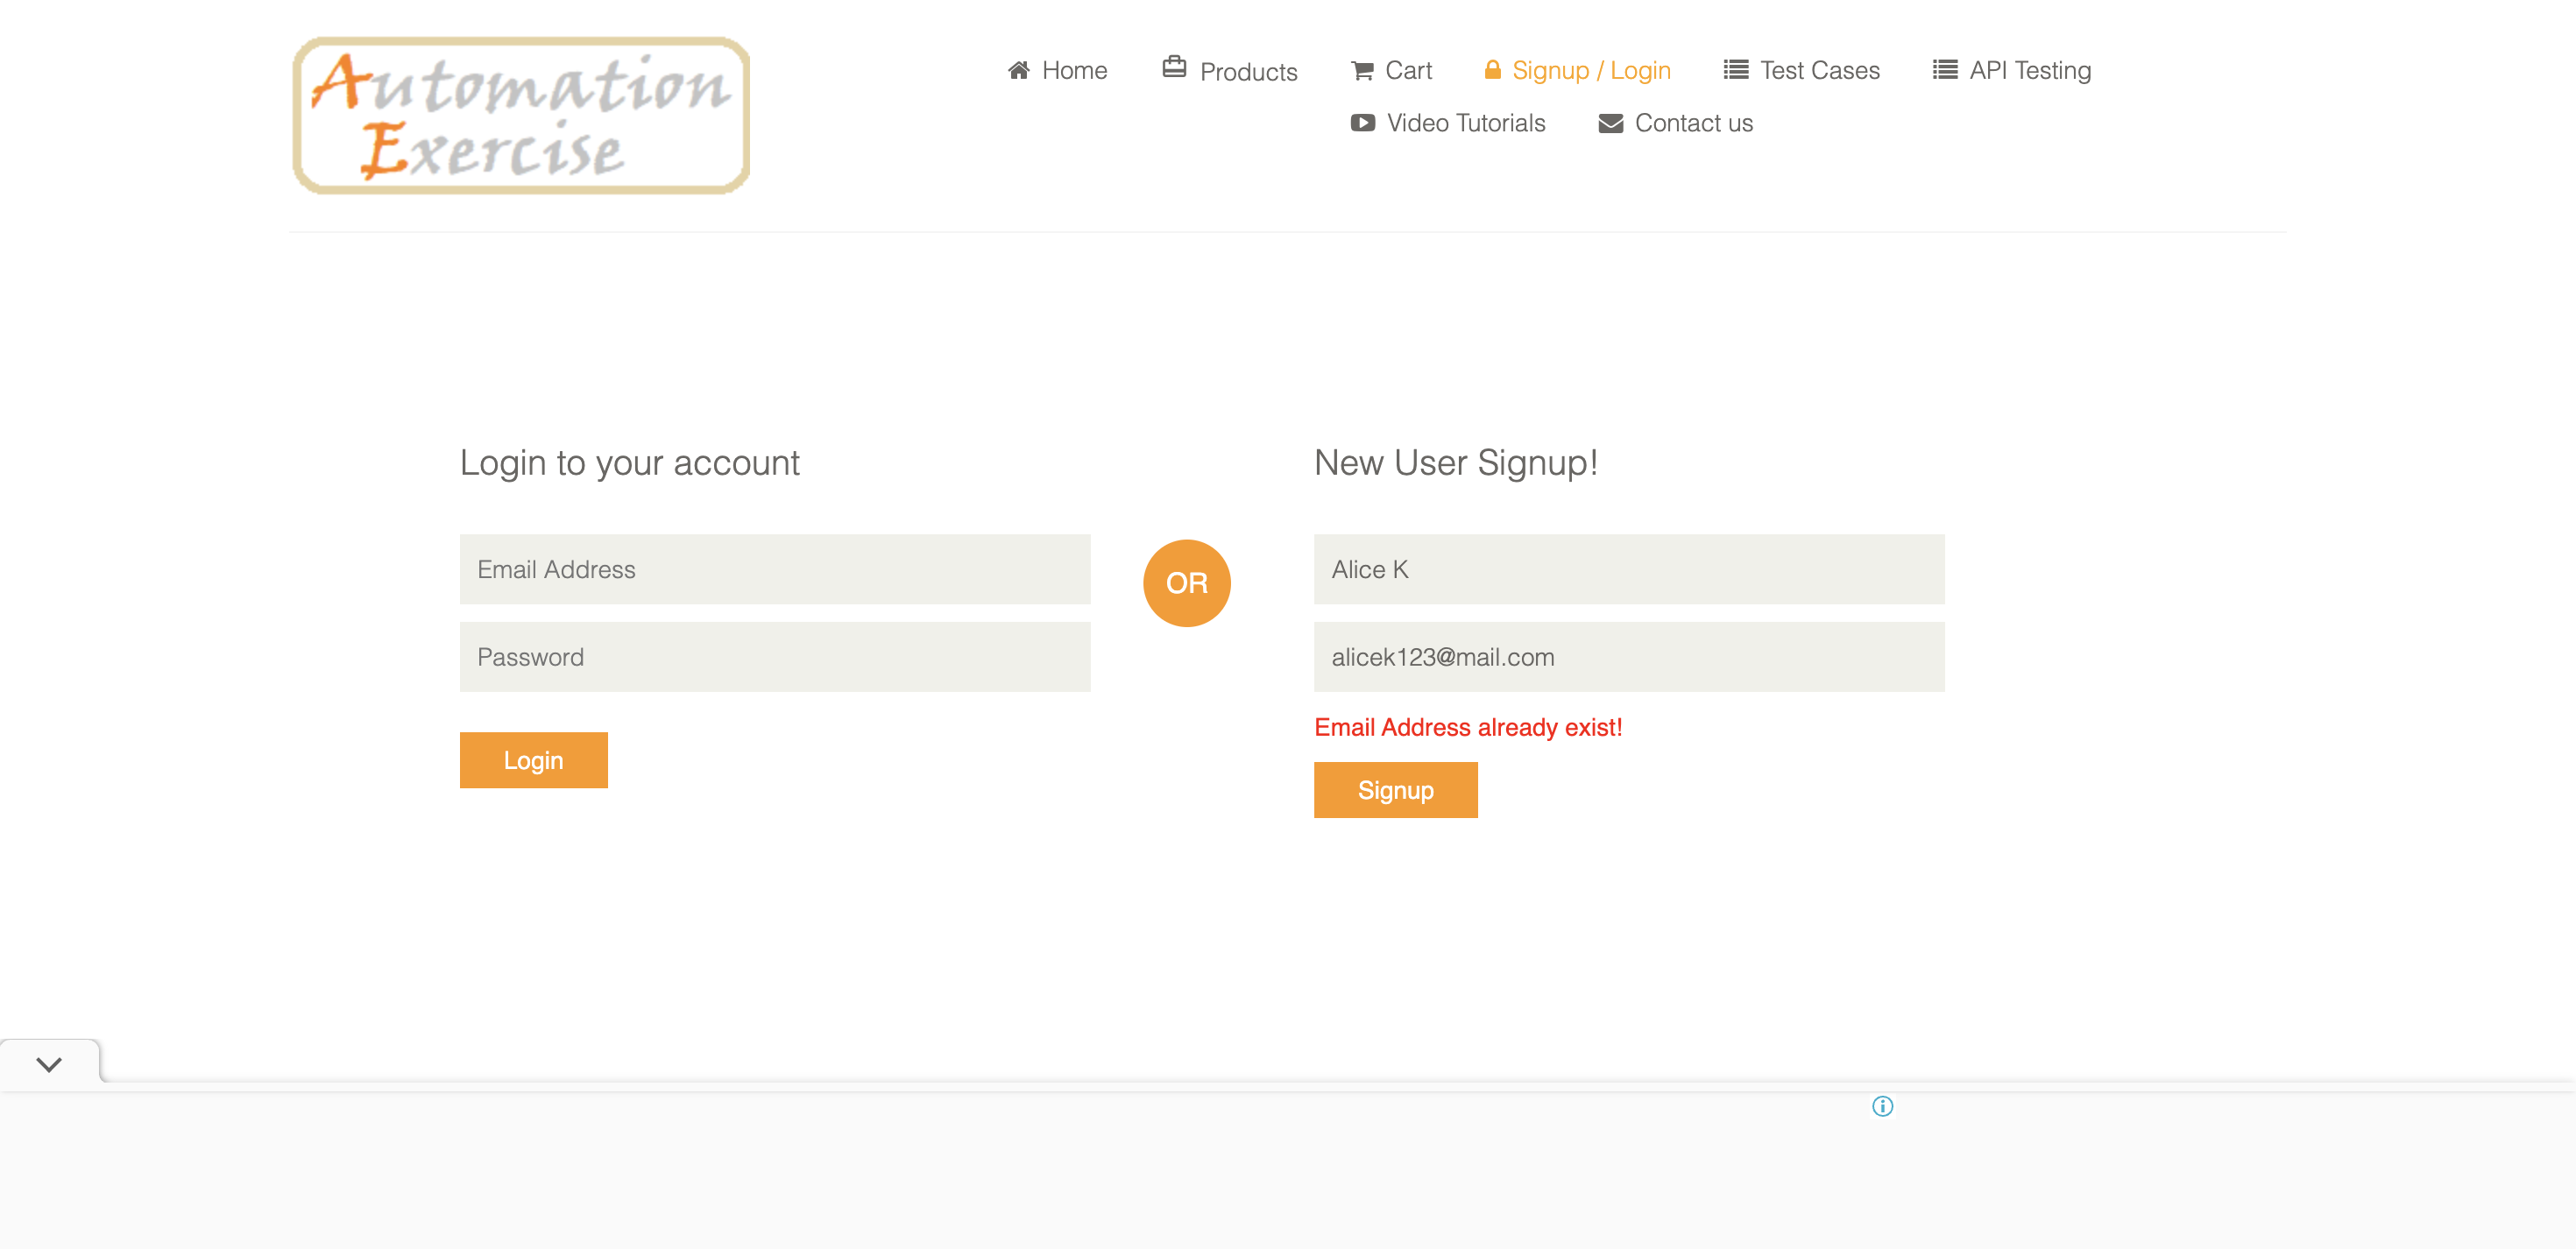 Automation
Exercise
Home Products Cart Signup / Login Test Cases API Testing
Video Tutorials Contact us
Login to your account
Email Address
Password
Login
OR
New User Signup!
Alice K
alicek123@mail.com
Email Address already exist!
Signup